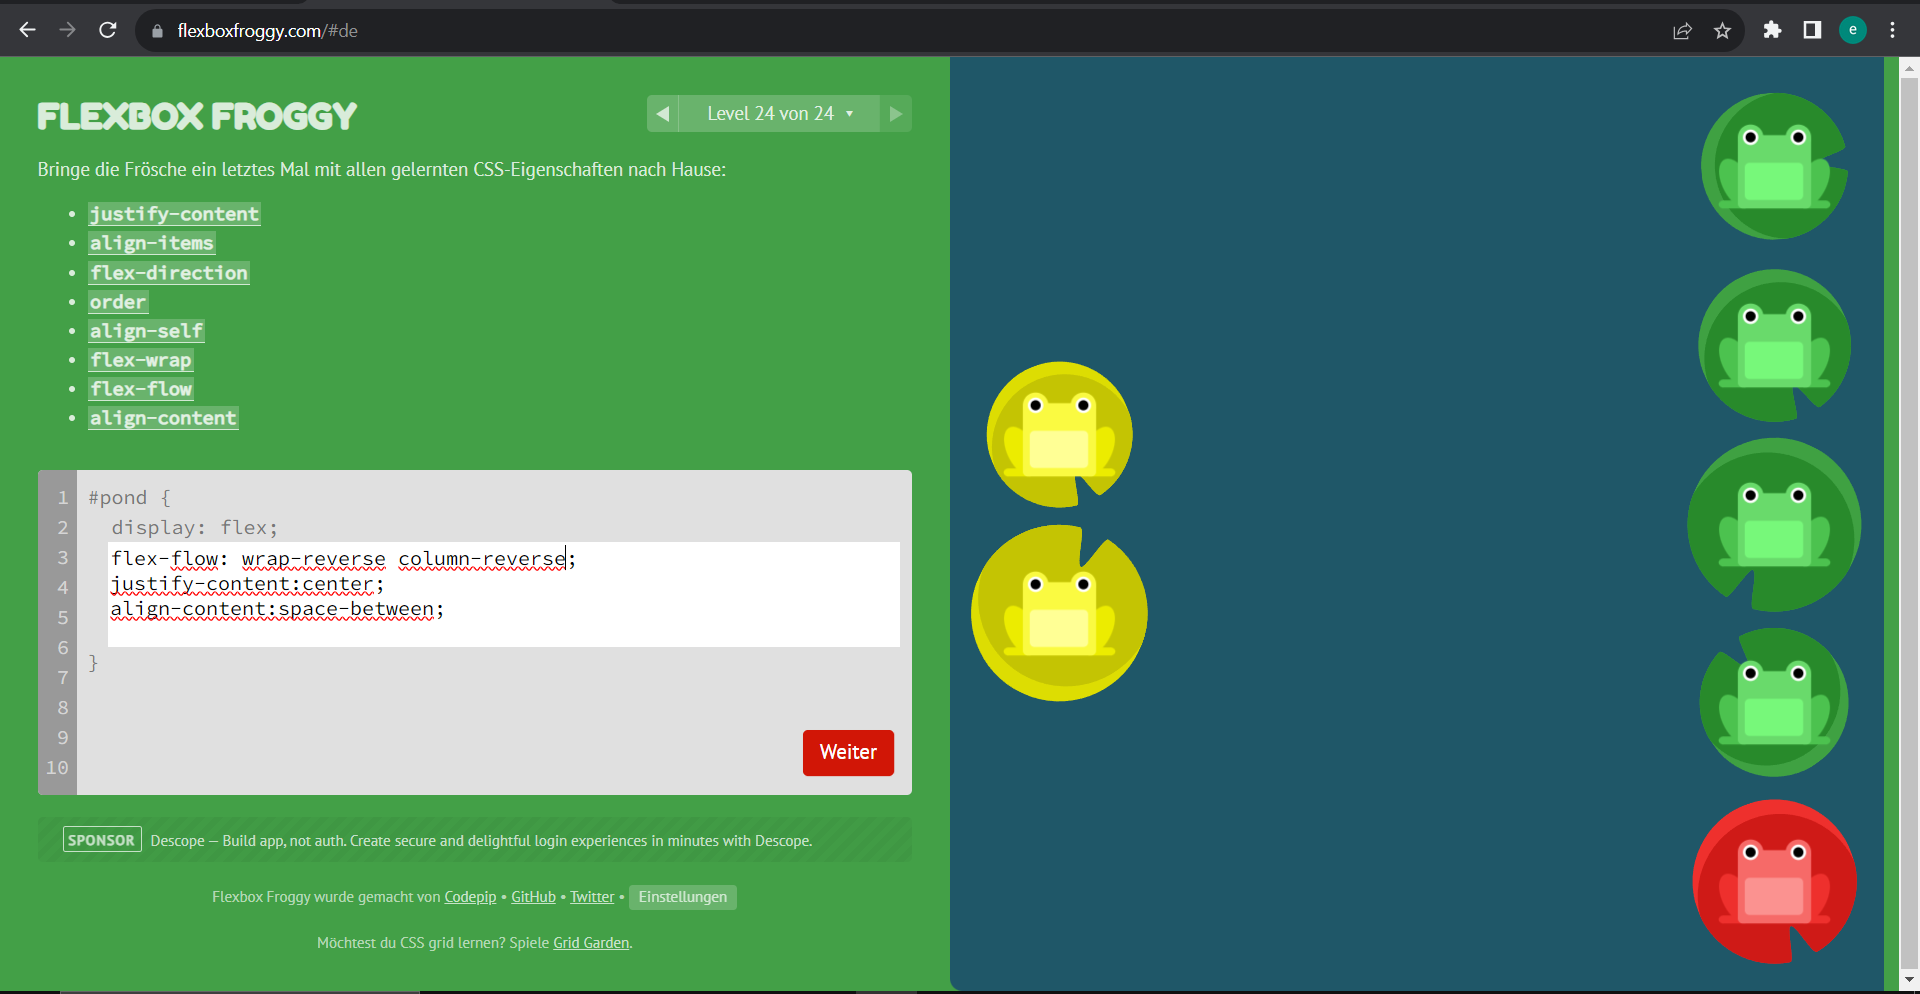 flexboxfroggy.com/#de
e
FLEXBOX FROGGY
Level 24 von 24
Bringe die Frösche ein letztes Mal mit allen gelernten CSS-Eigenschaften nach Hause:
• justify-content
• align-items
• flex-direction
• order
• align-self
• flex-wrap
• flex-flow
• align-content
1 #pond {
2 display: flex;
3 flex-flow: wrap-reverse column-reverse;
4 justify-content:center;
5 align-content:space-between;
6 }
7
8
9
10
Weiter
SPONSOR Descope — Build app, not auth. Create secure and delightful login experiences in minutes with Descope.
Flexbox Froggy wurde gemacht von Codepip • GitHub • Twitter • Einstellungen
Möchtest du CSS grid lernen? Spiele Grid Garden.